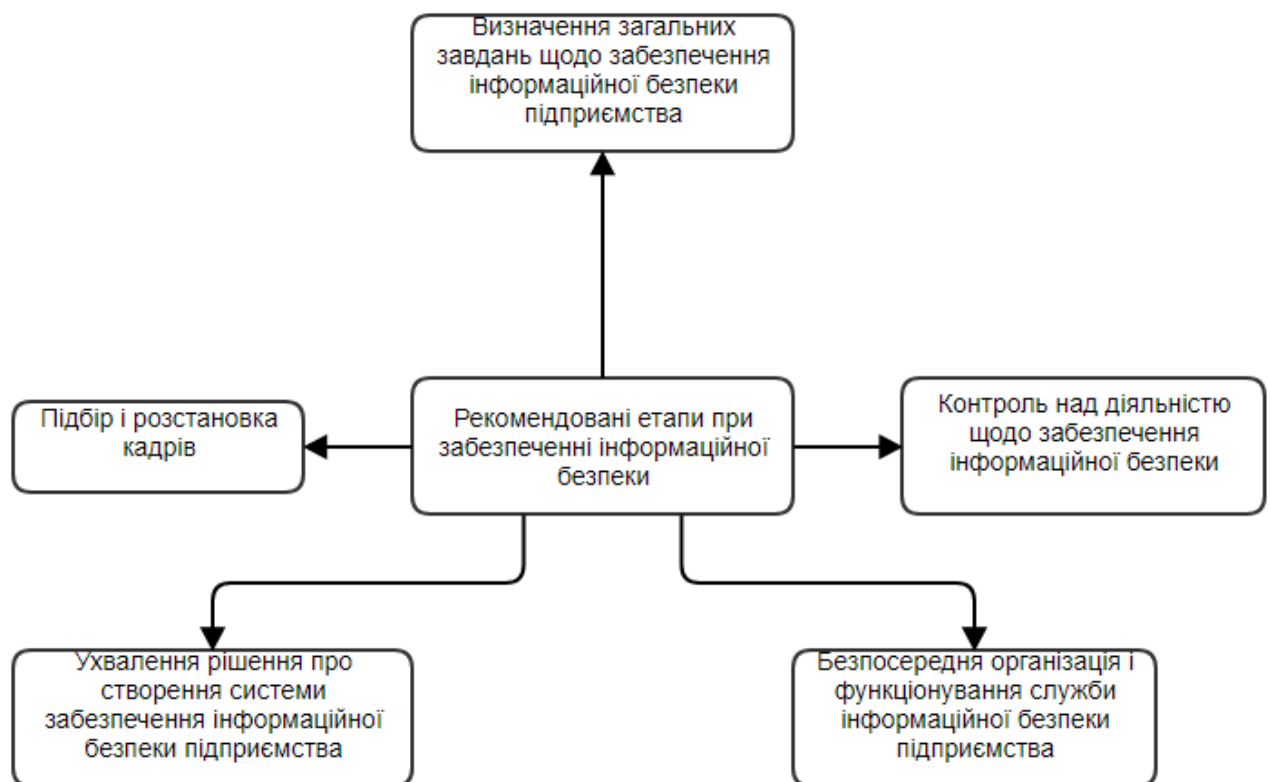 Визначення загальних
завдань щодо забезпечення
інформаційної безпеки
підприємства
Підбір і розстановка
кадрів
Рекомендовані етапи при
забезпеченні інформаційної
безпеки
Контроль над діяльністю
щодо забезпечення
інформаційної безпеки
Ухвалення рішення про
створення системи
забезпечення інформаційної
безпеки підприємства
Безпосередня організація і
функціонування служби
інформаційної безпеки
підприємства